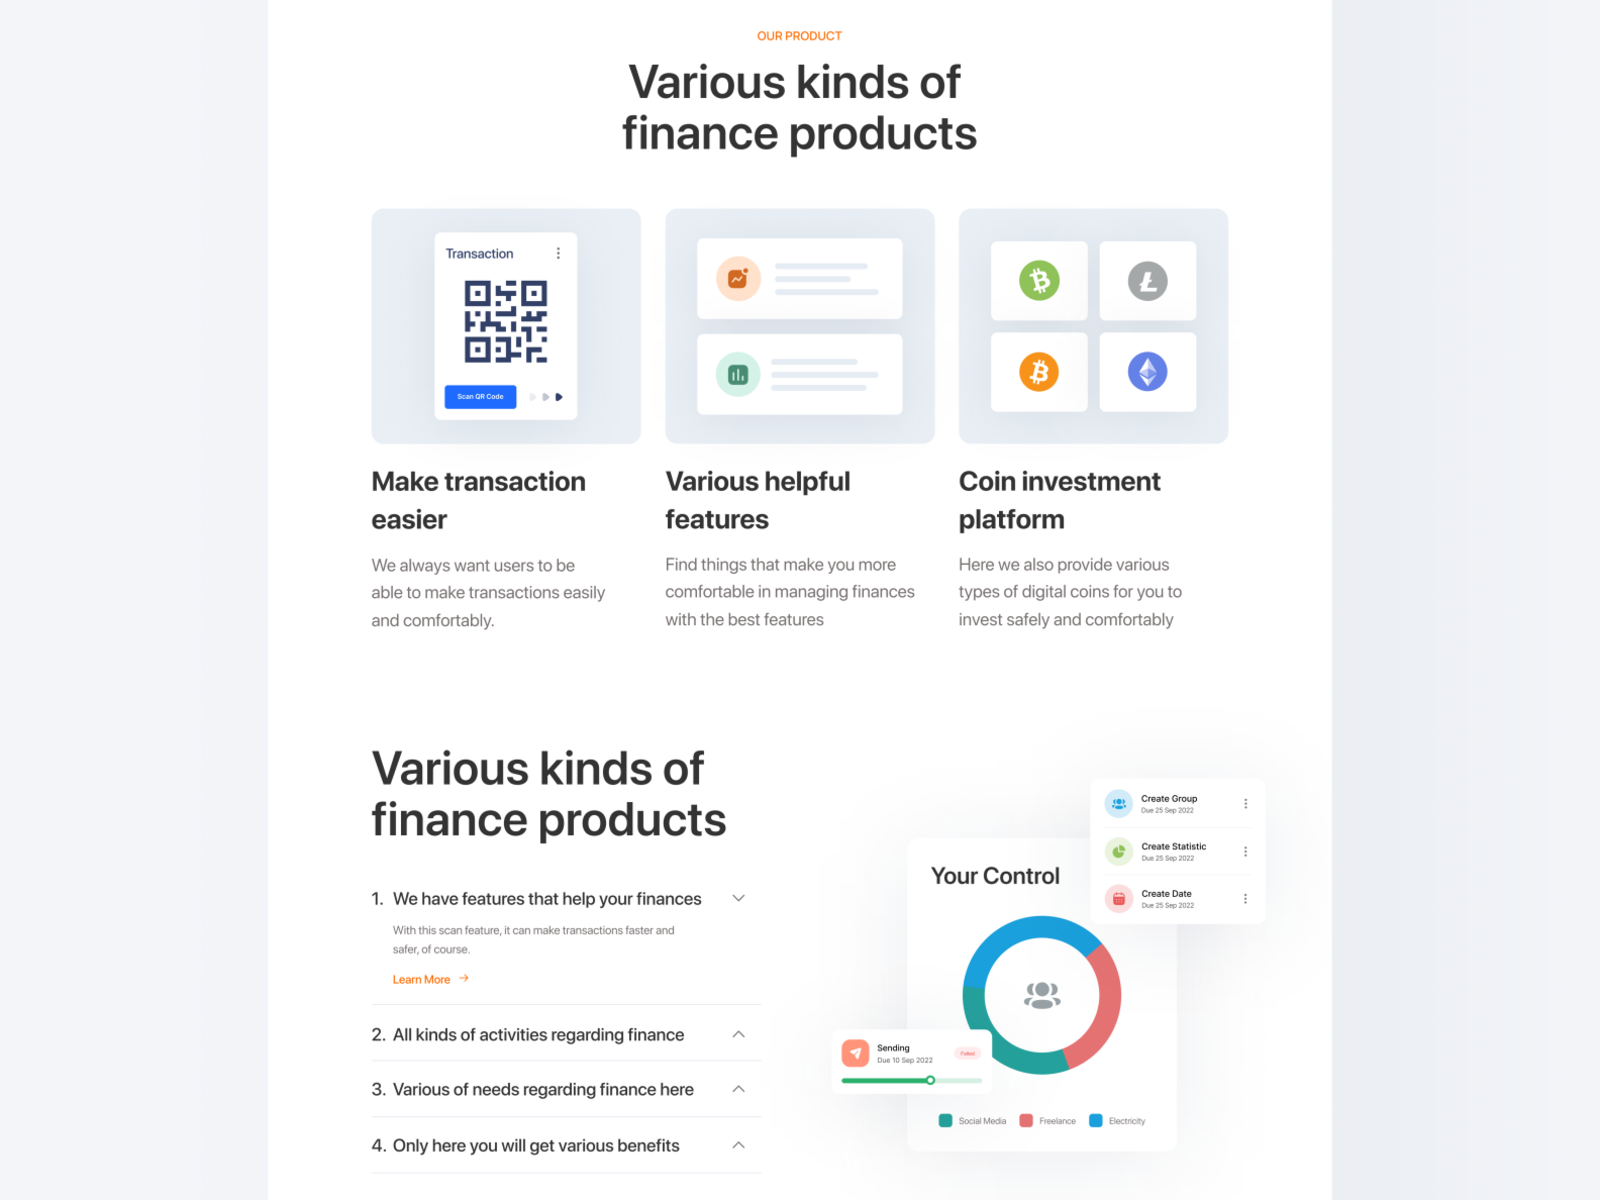 OUR PRODUCT
Various kinds of
finance products
Transaction
Scan QR Code
Make transaction
easier
We always want users to be
able to make transactions easily
and comfortably.
Various helpful
features
Find things that make you more
comfortable in managing finances
with the best features
Coin investment
platform
Here we also provide various
types of digital coins for you to
invest safely and comfortably
Various kinds of
finance products
1. We have features that help your finances
With this scan feature, it can make transactions faster and
safer, of course.
Learn More
2. All kinds of activities regarding finance
3. Various of needs regarding finance here
4. Only here you will get various benefits
Your Control
Create Group
Due 25 Sep 2022
Create Statistic
Due 25 Sep 2022
Create Date
Due 25 Sep 2022
Sending
Due 10 Sep 2022
Failed
Social Media
Freelance
Electricity